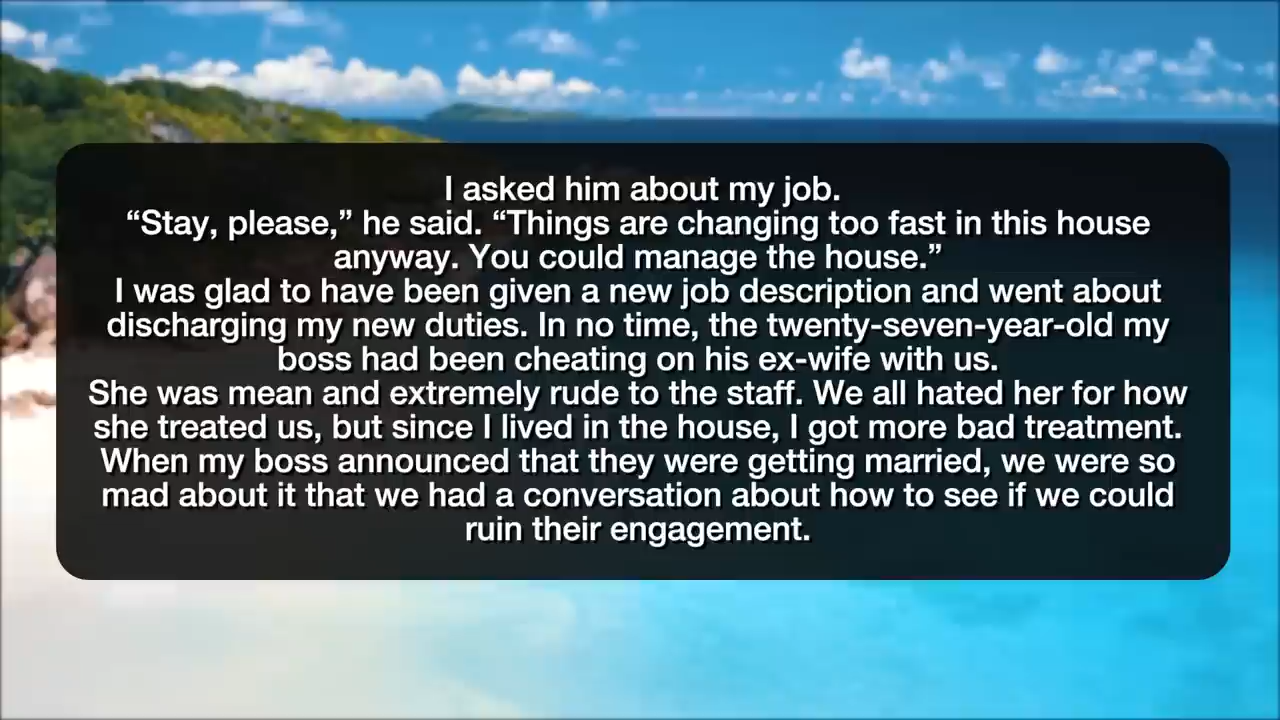 I asked him about my job.
“Stay, please,” he said. “Things are changing too fast in this house
anyway. You could manage the house.”
I was glad to have been given a new job description and went about
discharging my new duties. In no time, the twenty-seven-year-old my
boss had been cheating on his ex-wife with us.
She was mean and extremely rude to the staff. We all hated her for how
she treated us, but since I lived in the house, I got more bad treatment.
When my boss announced that they were getting married, we were so
mad about it that we had a conversation about how to see if we could
ruin their engagement.